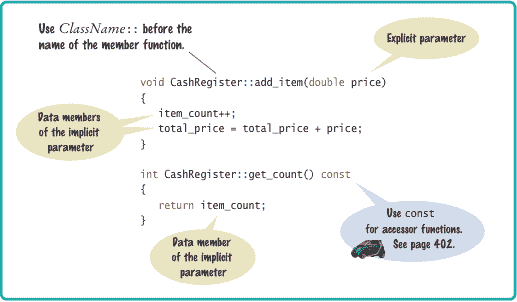 Use ClassName:: before the
name of the member function.
Explicit parameter
void CashRegister::add_item(double price)
{
item_count++;
total_price = total_price + price;
}
Data members
of the implicit
parameter
int CashRegister::get_count() const
{
return item_count;
}
Use const
for accessor functions.
See page 402.
Data member
of the implicit
parameter